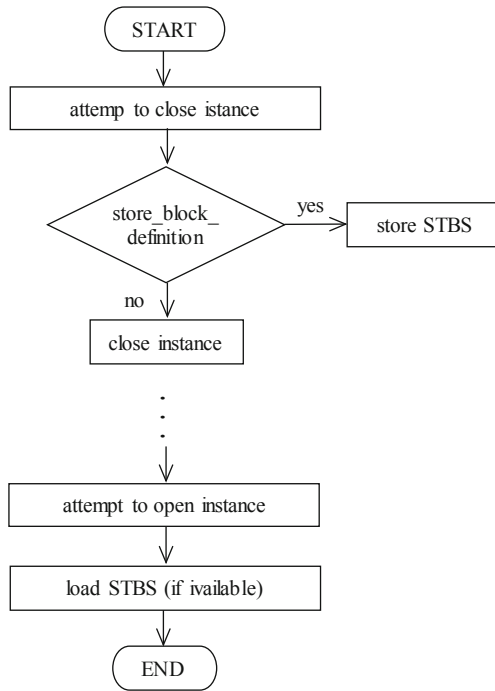 START
attemp to close istance
store_block_
definition
yes
store STBS
no
close instance
attempt to open instance
load STBS (if ivailable)
END